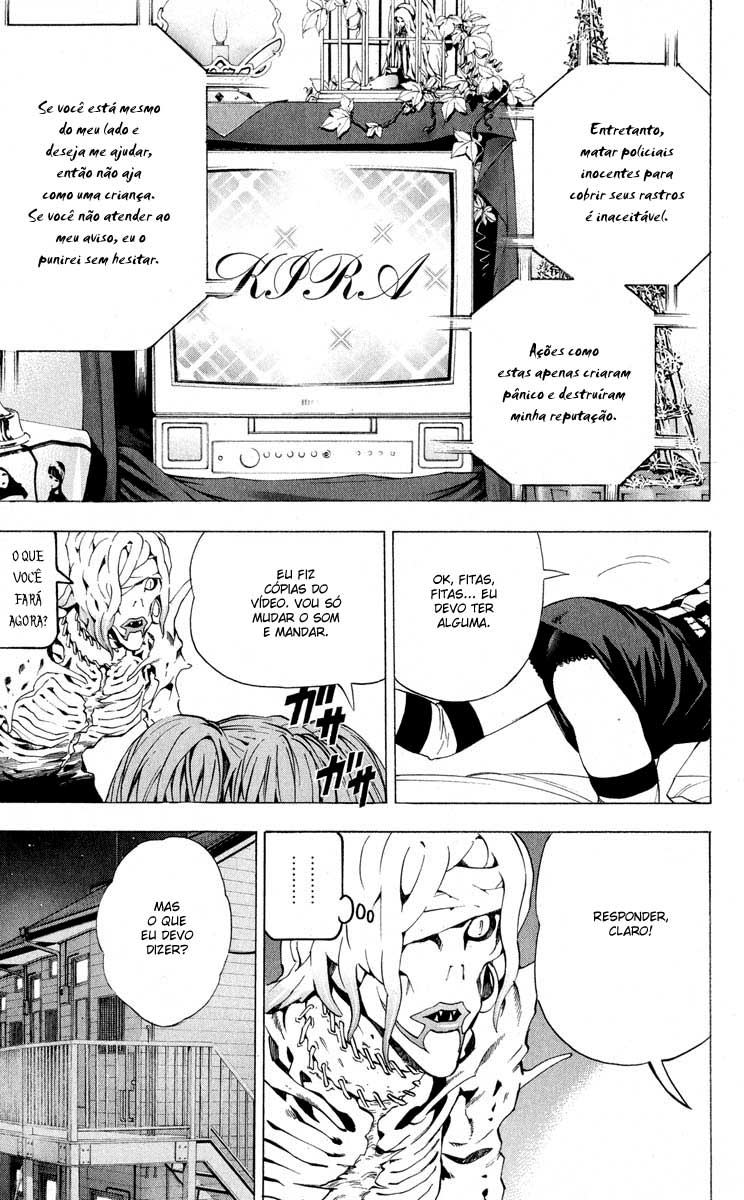 Entretanto,
matar policiais
inocentes para
cobrir seus rastros
é inaceitável.
Ações como
estas apenas criaram
pânico e destruíram
minha reputação.
Se você está mesmo
do meu lado e
deseja me ajudar,
então não aja
como uma criança.
Se você não atender ao
meu aviso, eu o
punirei sem hesitar.
KIRA
OK, FITAS,
FITAS... EU
DEVO TER
ALGUMA.
EU FIZ
CÓPIAS DO
VÍDEO. VOU SÓ
MUDAR O SOM
E MANDAR.
O QUE
VOCÊ
FARÁ
AGORA?
ガサ
ガサ
RESPONDER,
CLARO!
.......
.......
MAS
O QUE
EU DEVO
DIZER?